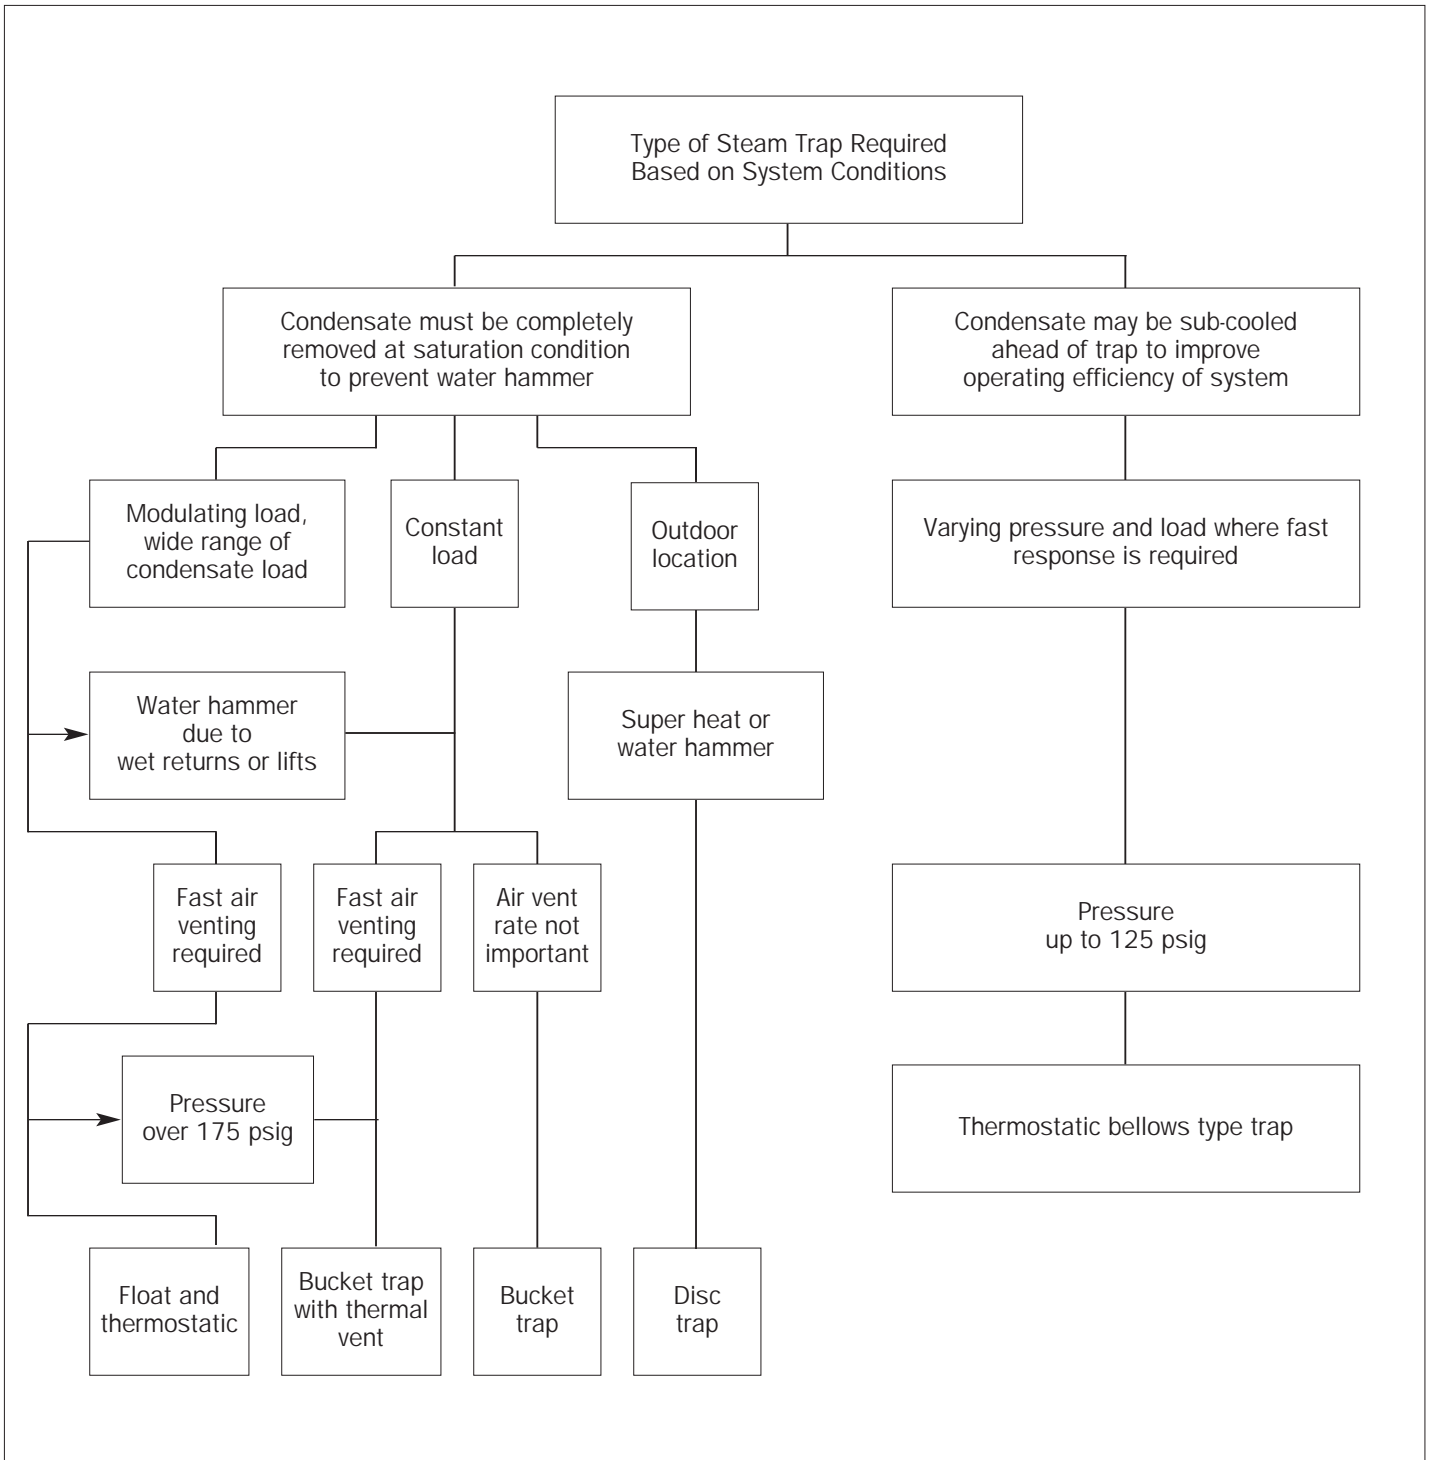 Type of Steam Trap Required
Based on System Conditions
Condensate must be completely
removed at saturation condition
to prevent water hammer
Condensate may be sub-cooled
ahead of trap to improve
operating efficiency of system
Modulating load,
wide range of
condensate load
Constant
load
Outdoor
location
Varying pressure and load where fast
response is required
Water hammer
due to
wet returns or lifts
Super heat or
water hammer
Fast air
venting
required
Fast air
venting
required
Air vent
rate not
important
Pressure
up to 125 psig
Pressure
over 175 psig
Thermostatic bellows type trap
Float and
thermostatic
Bucket trap
with thermal
vent
Bucket
trap
Disc
trap